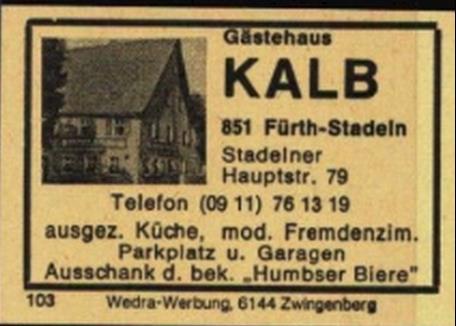 Gästehaus
KALB
851 Fürth-Stadeln
Stadelner
Hauptstr. 79
Telefon (09 11) 76 13 19
ausgez. Küche, mod. Fremdenzim.
Parkplatz u. Garagen
Ausschank d. bek. „Humbser Biere"
103 Wedra-Werbung, 6144 Zwingenberg